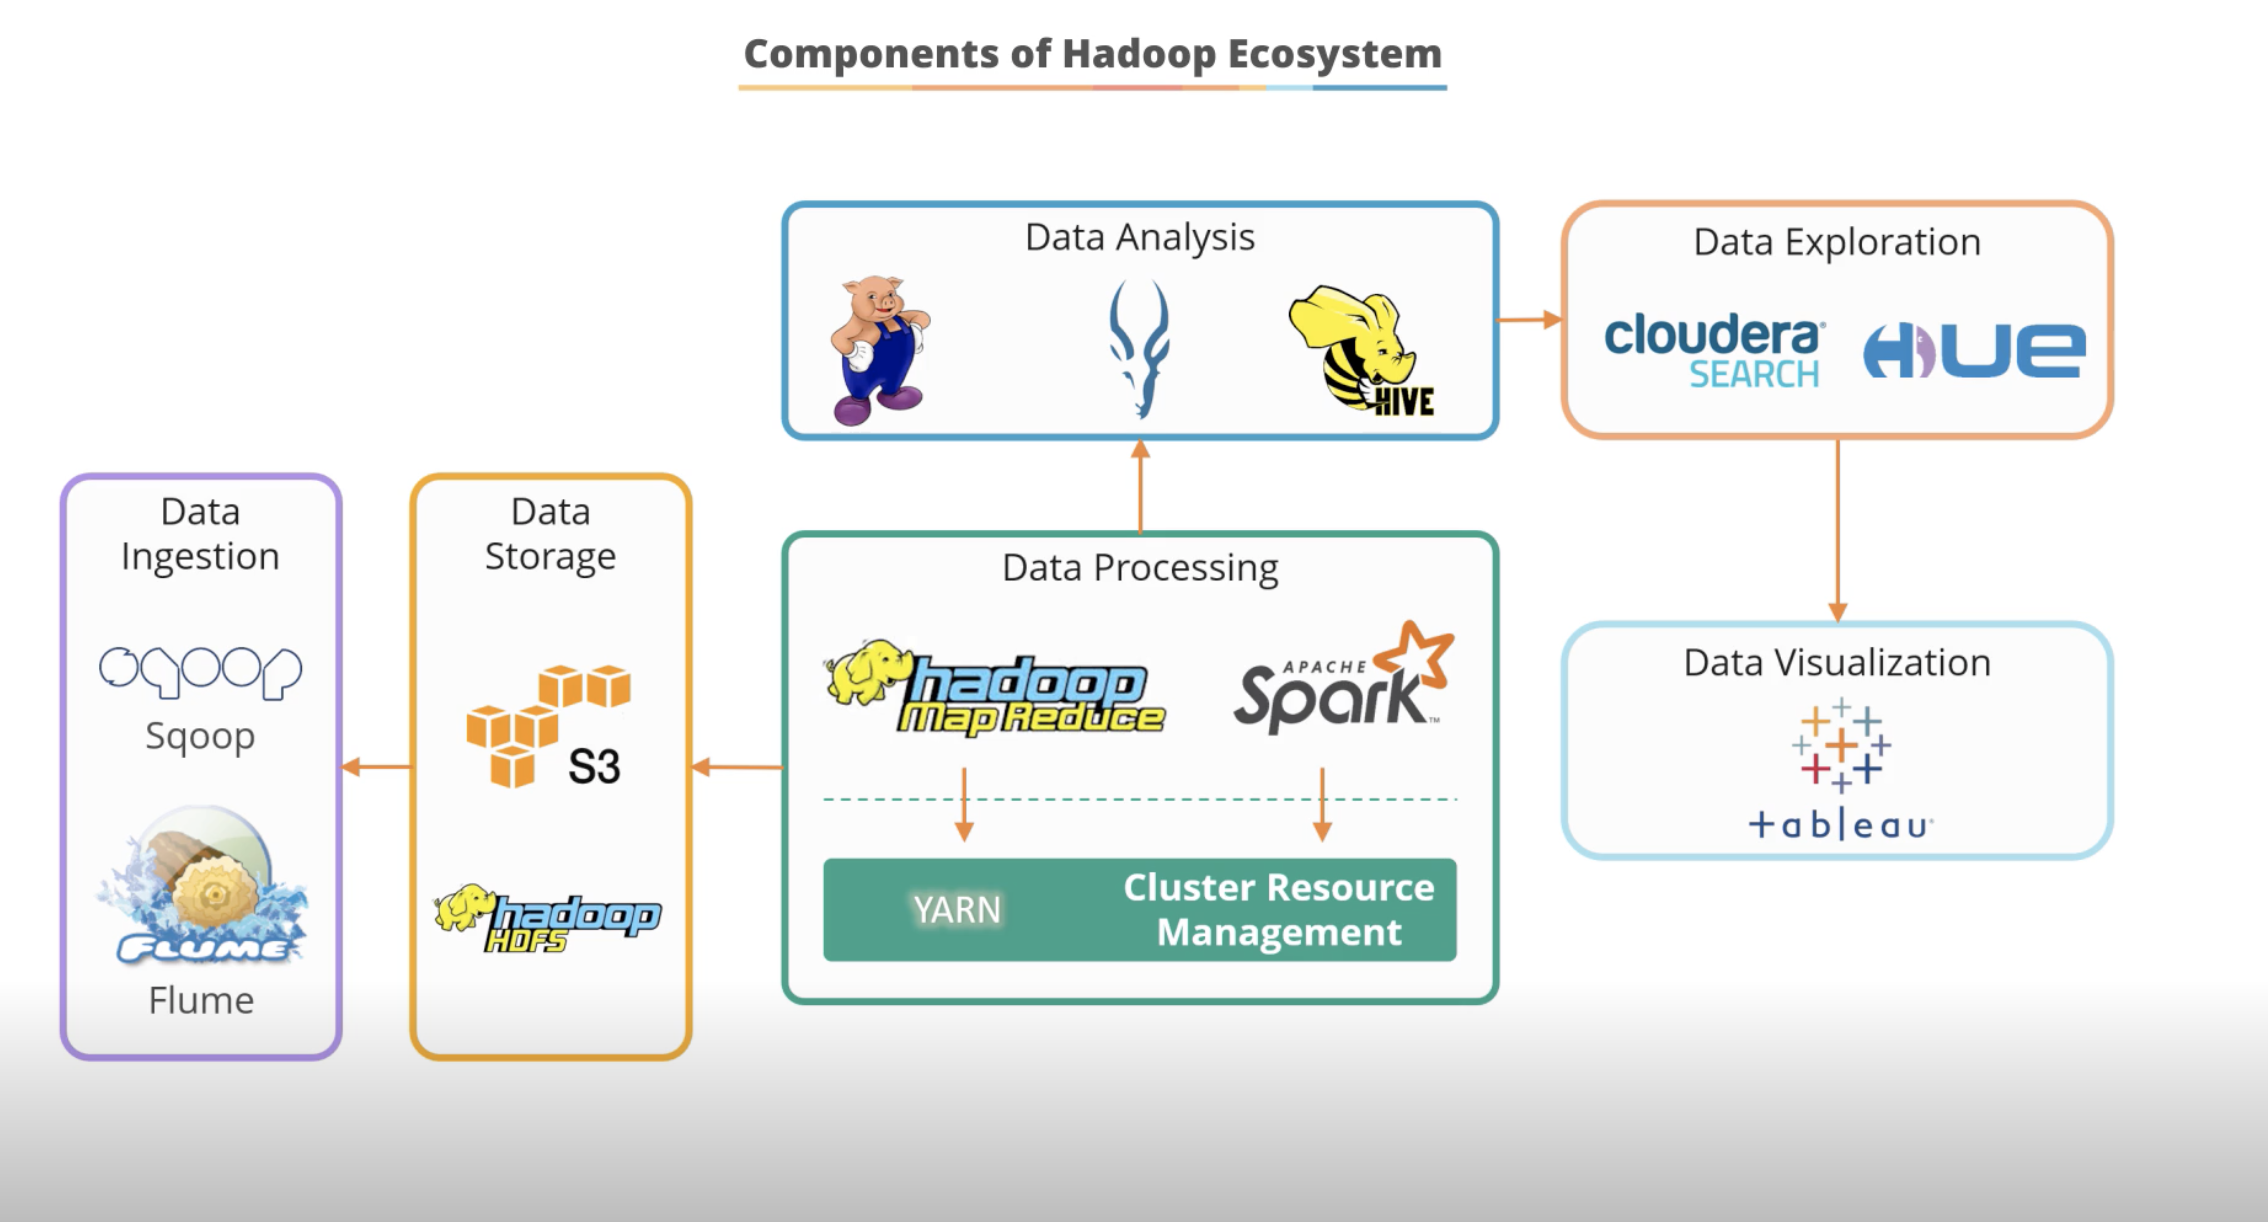 Components of Hadoop Ecosystem
Data Analysis
HIVE
Data Exploration
cloudera
SEARCH
HUE
Data
Ingestion
sqoop
Sqoop
FLUME
Flume
Data
Storage
S3
hadoop
HDFS
Data Processing
hadoop
Map Reduce
APACHE
Spark™
YARN
Cluster Resource
Management
Data Visualization
+ableau